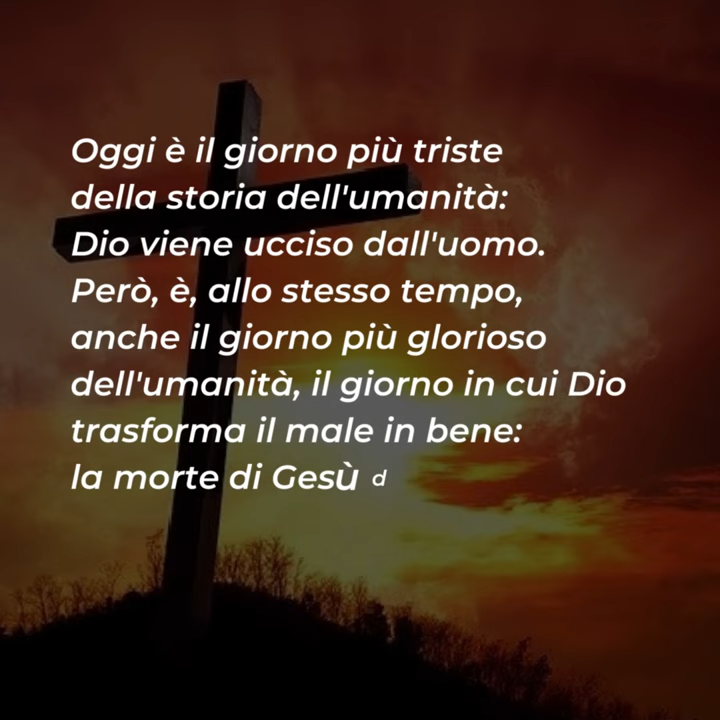 Oggi è il giorno più triste
della storia dell'umanità:
Dio viene ucciso dall'uomo.
Però, è, allo stesso tempo,
anche il giorno più glorioso
dell'umanità, il giorno in cui Dio
trasforma il male in bene:
la morte di Gesù d